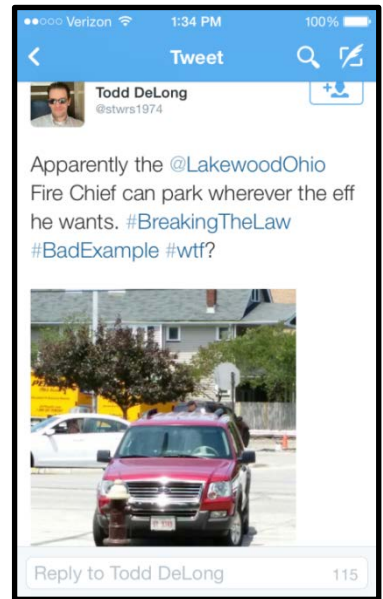 Verizon 1:34 PM 100%
Tweet
Todd DeLong
@stwrs1974
Apparently the @LakewoodOhio
Fire Chief can park wherever the eff
he wants. #BreakingTheLaw
#BadExample #wtf?
Reply to Todd DeLong 115